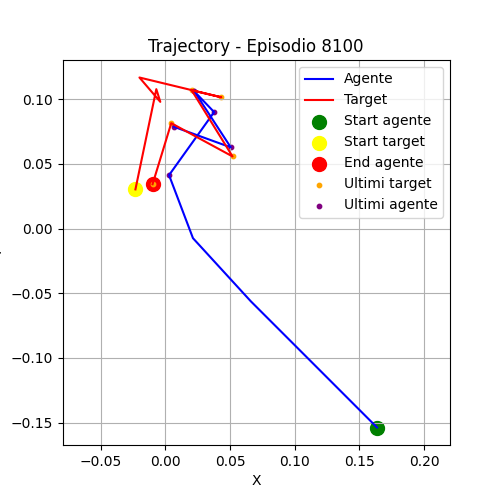 Trajectory - Episodio 8100
Agente
Target
Start agente
Start target
End agente
Ultimi target
Ultimi agente
0.10
0.05
0.00
−0.05
−0.10
−0.15
−0.05
0.00
0.05
0.10
0.15
0.20
X